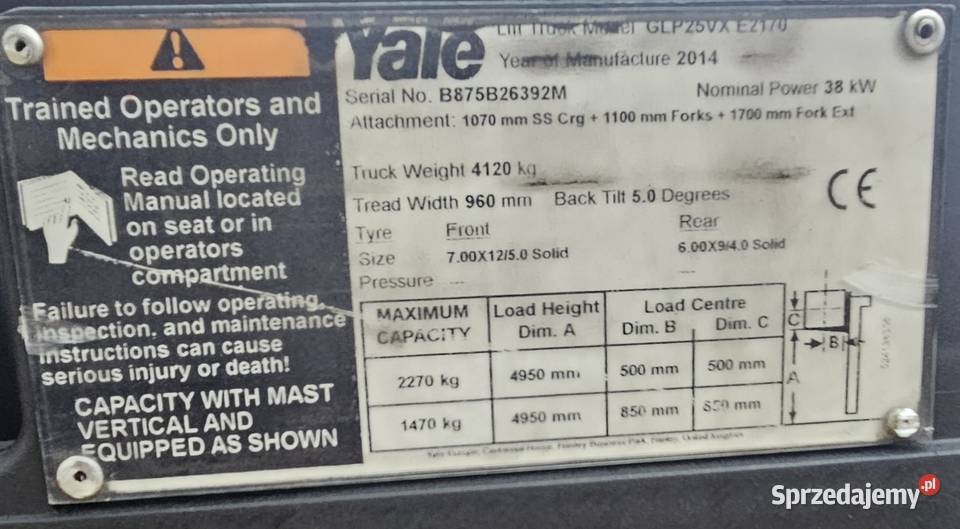 Trained Operators and
Mechanics Only
Read Operating
Manual located
on seat or in
operators
compartment
Failure to follow operating,
inspection, and maintenance
instructions can cause
serious injury or death!
CAPACITY WITH MAST
VERTICAL AND
EQUIPPED AS SHOWN
Yale
Lift Truck Model GLP25VX E2170
Year of Manufacture 2014
Serial No. B875B26392M Nominal Power 38 kW
Attachment: 1070 mm SS Crg + 1100 mm Forks + 1700 mm Fork Ext
Truck Weight 4120 kg
Tread Width 960 mm Back Tilt 5.0 Degrees
CE
Tyre Front Rear
Size 7.00X12/5.0 Solid 6.00X9/4.0 Solid
Pressure --- ---
MAXIMUM CAPACITY Load Height Dim. A Load Centre Dim. B Dim. C
2270 kg 4950 mm 500 mm 500 mm
1470 kg 4950 mm 850 mm 850 mm
C
B
A
Sprzedajemy.pl